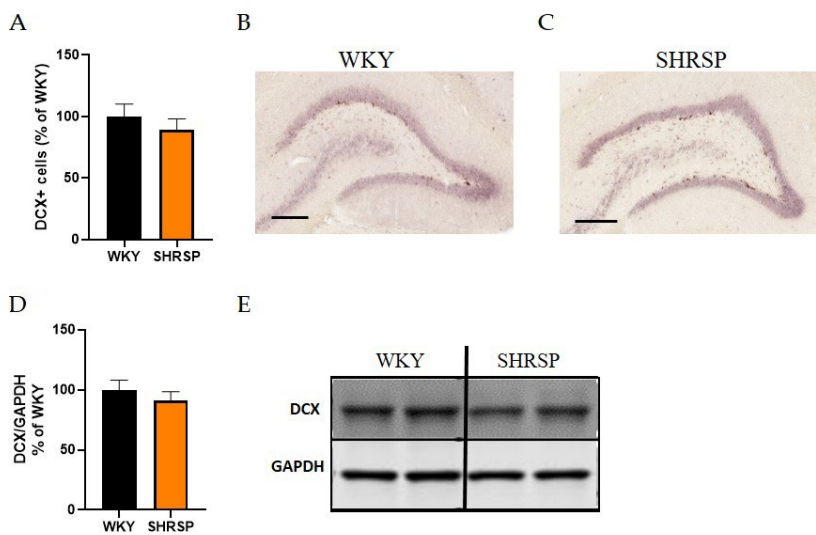 A
DCX+ cells (% of WKY)
150
100
50
0
WKY SHRSP
B
WKY
C
SHRSP
D
DCX/GAPDH
% of WKY
150
100
50
0
WKY SHRSP
E
WKY SHRSP
DCX
GAPDH